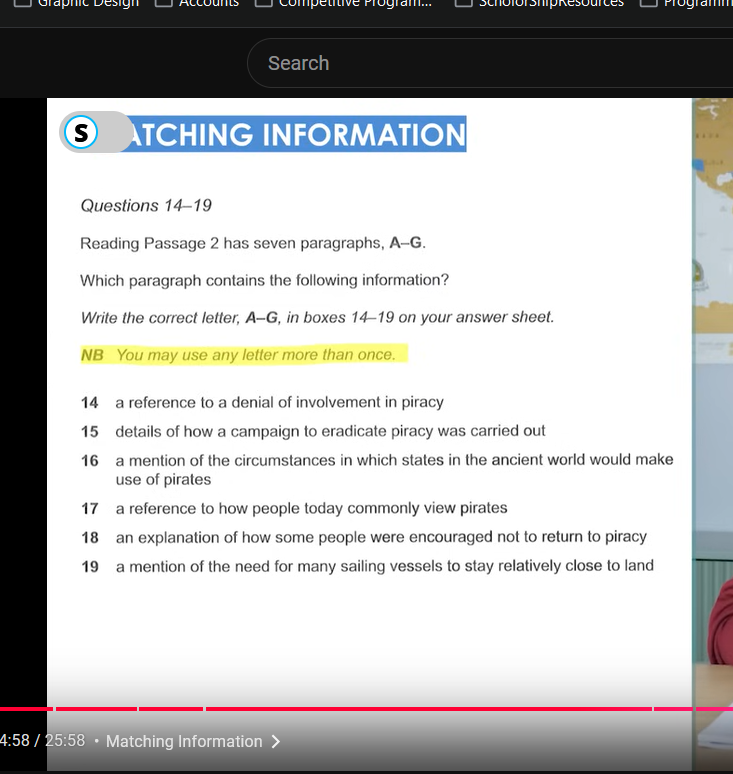 Graphic Design Accounts Competitive Program... ScholorShipResources Programm
Search
S
ATCHING INFORMATION
Questions 14–19
Reading Passage 2 has seven paragraphs, A–G.
Which paragraph contains the following information?
Write the correct letter, A–G, in boxes 14–19 on your answer sheet.
NB You may use any letter more than once.
14 a reference to a denial of involvement in piracy
15 details of how a campaign to eradicate piracy was carried out
16 a mention of the circumstances in which states in the ancient world would make
use of pirates
17 a reference to how people today commonly view pirates
18 an explanation of how some people were encouraged not to return to piracy
19 a mention of the need for many sailing vessels to stay relatively close to land
4:58 / 25:58 • Matching Information >